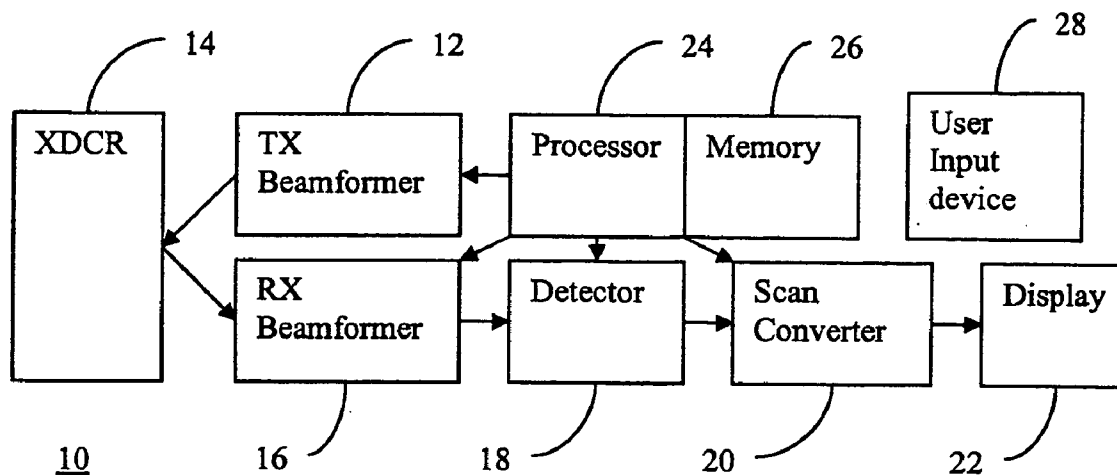 14
12
24
26
28
XDCR
TX
Beamformer
Processor
Memory
User
Input
device
RX
Beamformer
Detector
Scan
Converter
Display
10
16
18
20
22